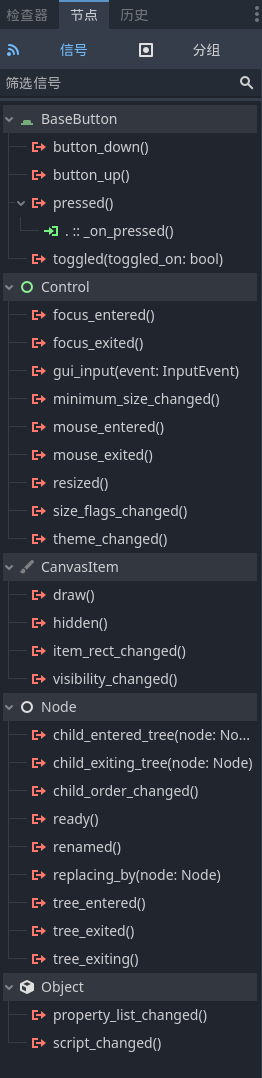 检查器 节点 历史
信号 分组
筛选信号
BaseButton
button_down()
button_up()
pressed()
. :: _on_pressed()
toggled(toggled_on: bool)
Control
focus_entered()
focus_exited()
gui_input(event: InputEvent)
minimum_size_changed()
mouse_entered()
mouse_exited()
resized()
size_flags_changed()
theme_changed()
CanvasItem
draw()
hidden()
item_rect_changed()
visibility_changed()
Node
child_entered_tree(node: No...
child_exiting_tree(node: Node)
child_order_changed()
ready()
renamed()
replacing_by(node: Node)
tree_entered()
tree_exited()
tree_exiting()
Object
property_list_changed()
script_changed()